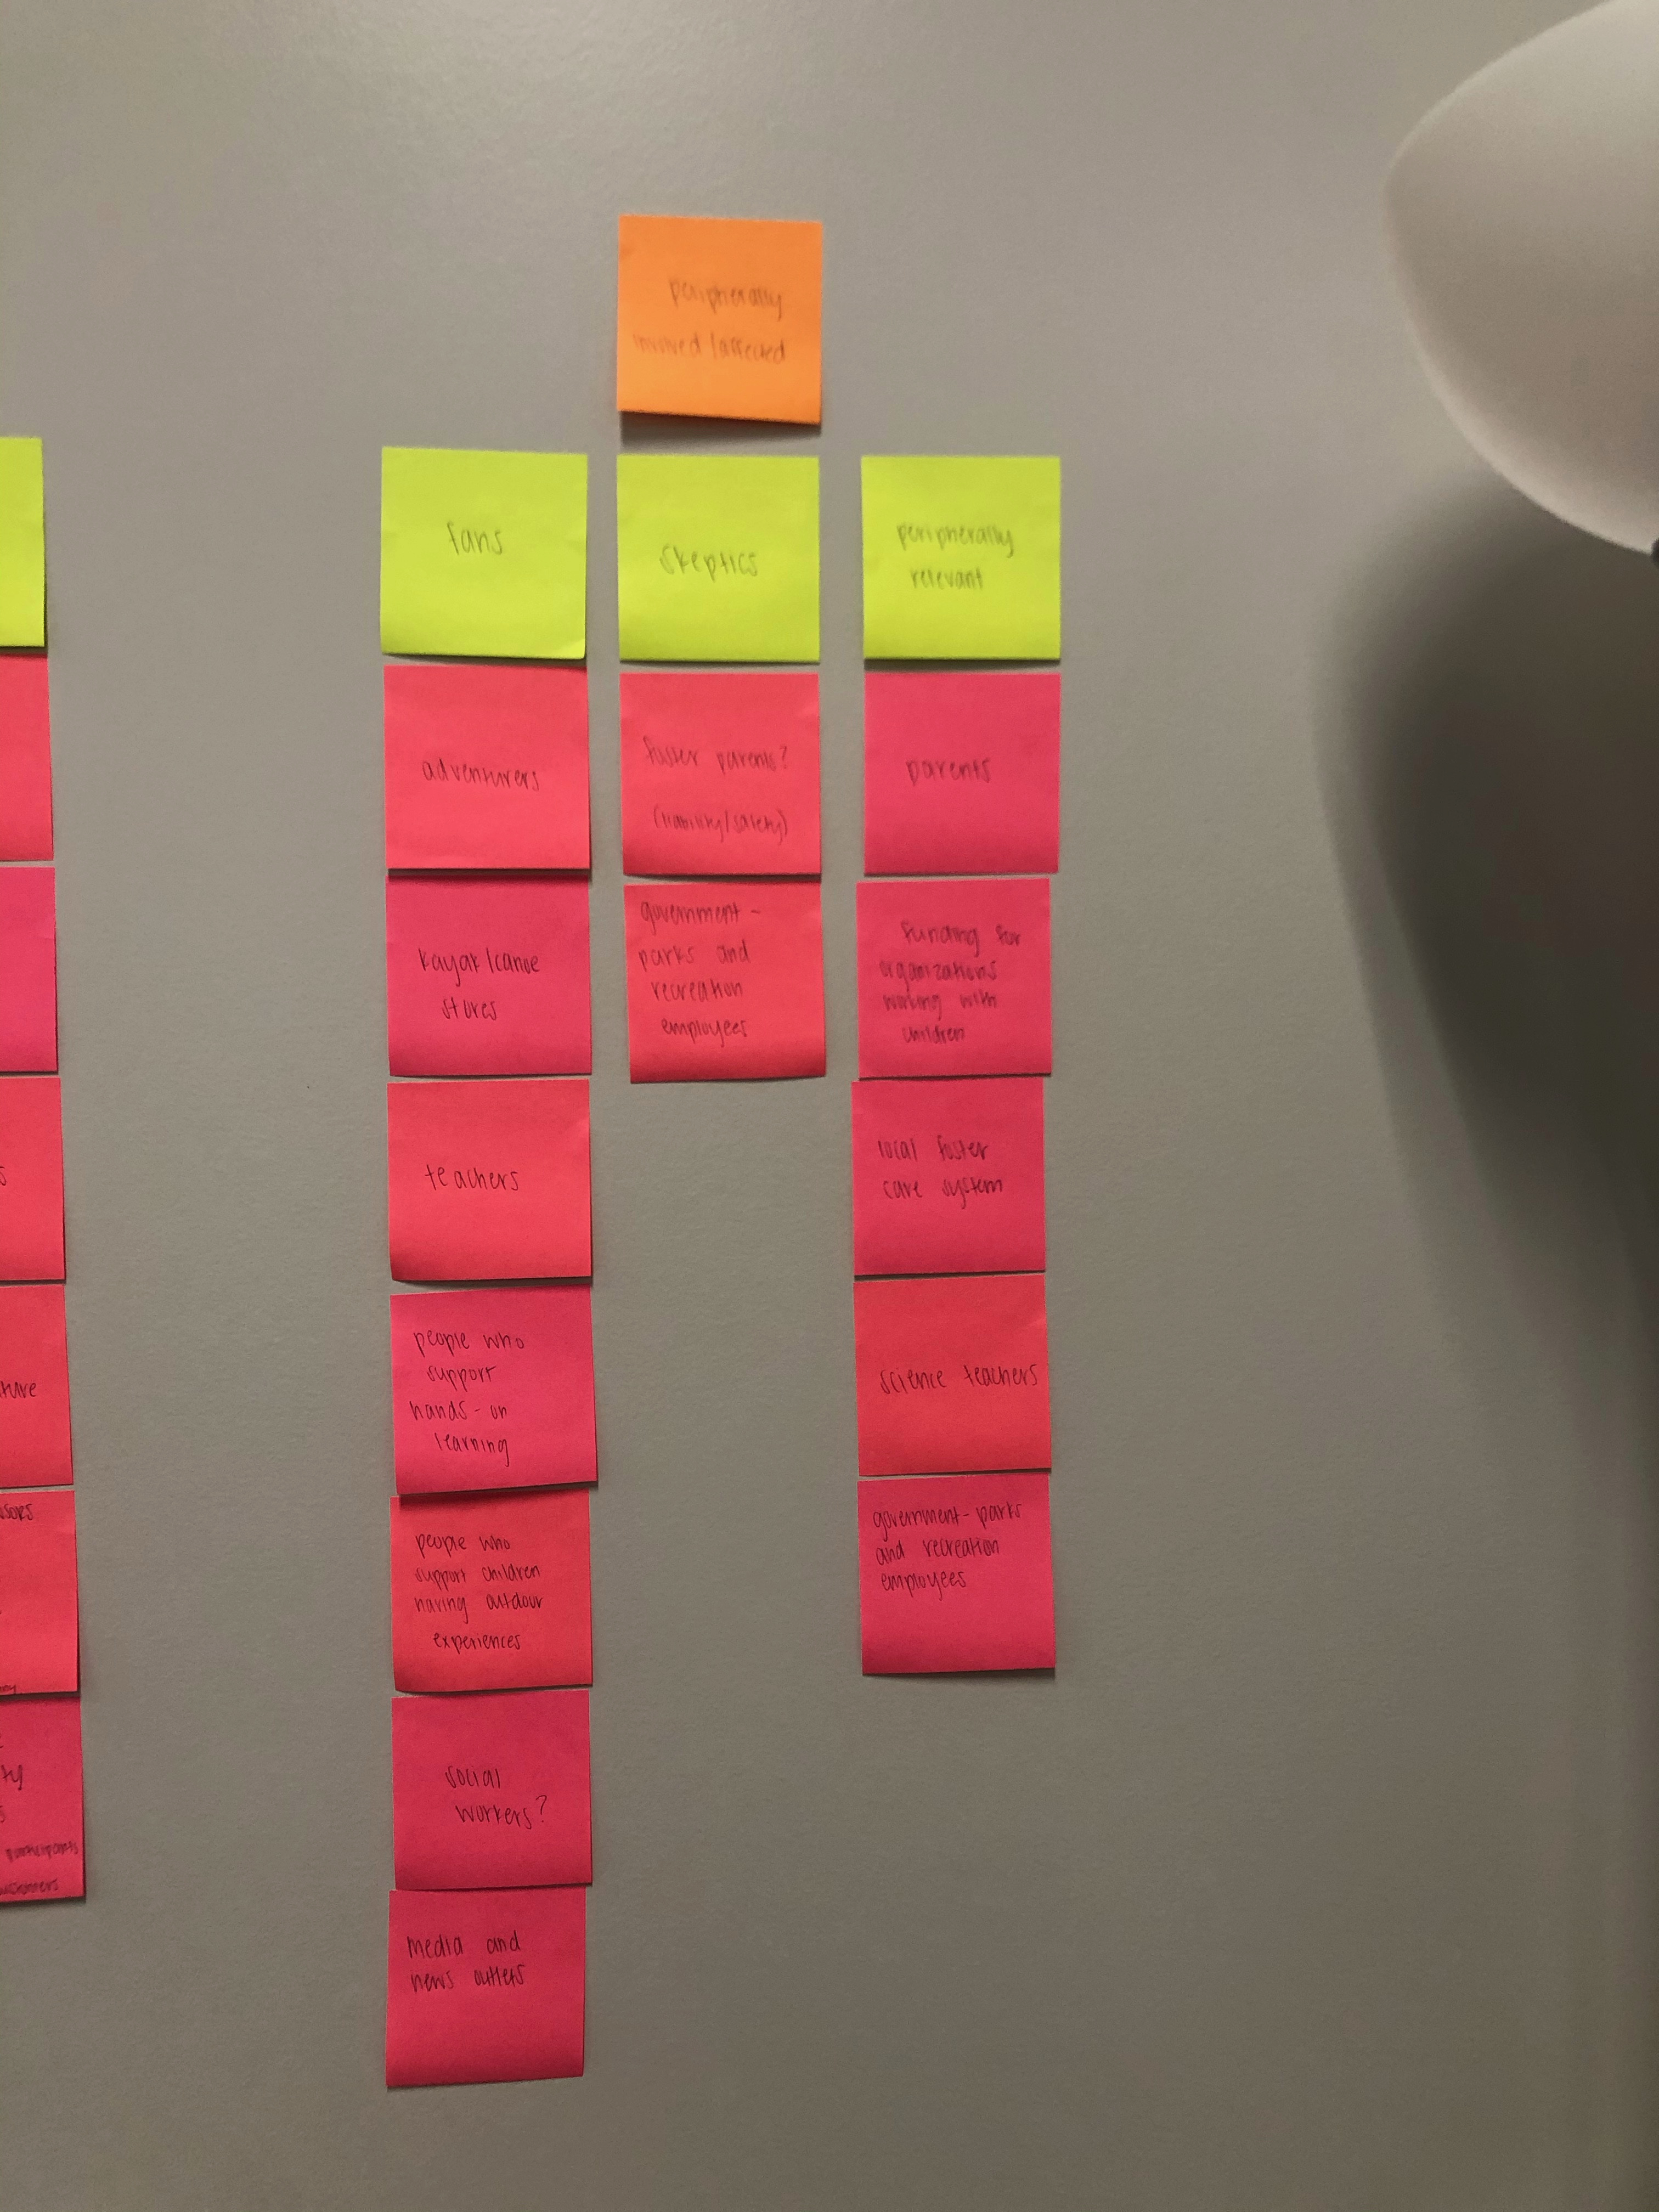 peripherally
involved/affected
fans
adventurers
kayak/canoe
stores
teachers
people who
support
hands-on
learning
people who
support children
having outdoor
experiences
social
workers?
media and
news outlets
skeptics
foster parents?
(liability/safety)
government -
parks and
recreation
employees
peripherally
relevant
parents
funding for
organizations
working with
children
local foster
care system
science teachers
government - parks
and recreation
employees
participants